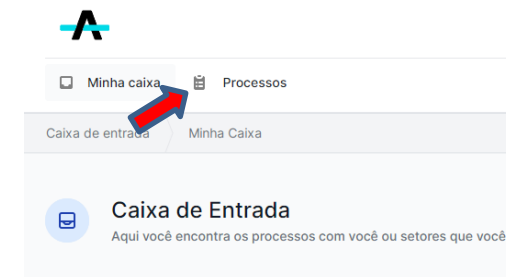 Minha caixa
Processos
Caixa de entrada
Minha Caixa
Caixa de Entrada
Aqui você encontra os processos com você ou setores que você